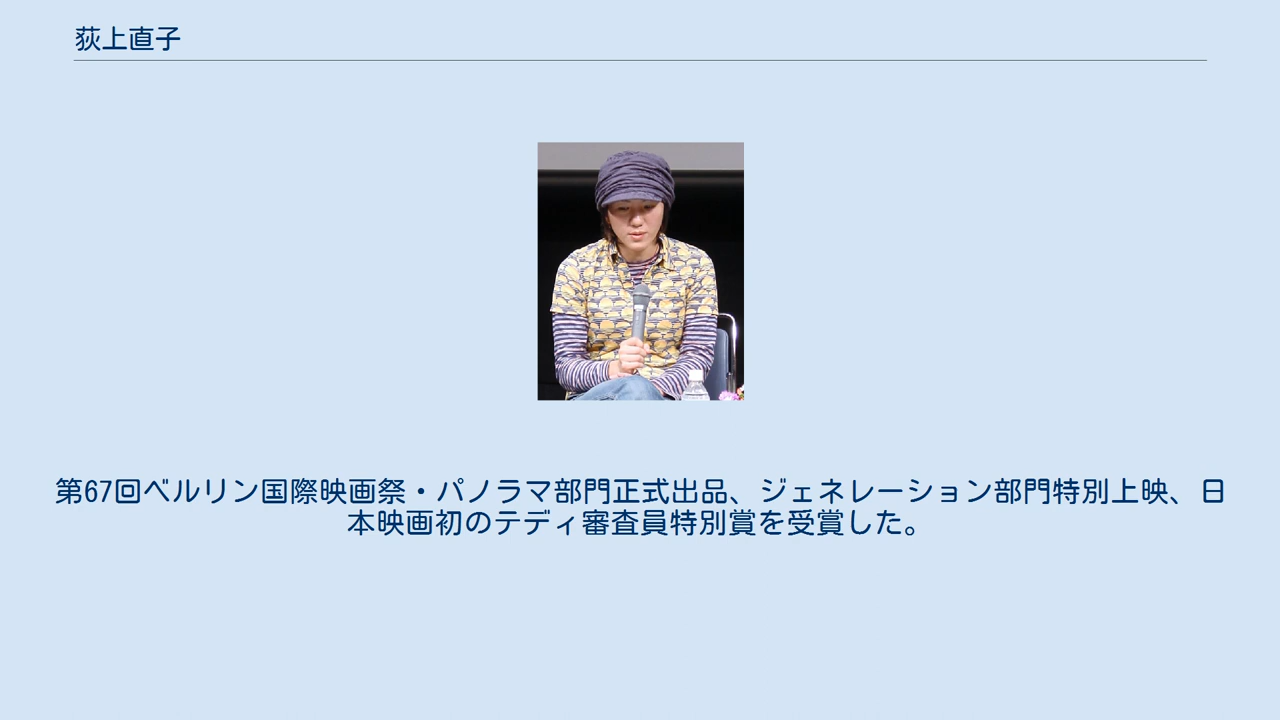 荻上直子
第67回ベルリン国際映画祭・パノラマ部門正式出品、ジェネレーション部門特別上映、日
本映画初のテディ審査員特別賞を受賞した。